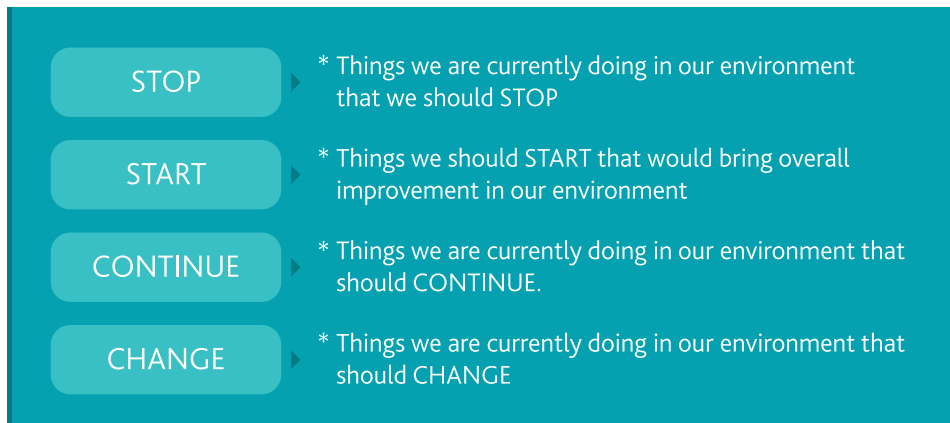 STOP
* Things we are currently doing in our environment
that we should STOP
START
* Things we should START that would bring overall
improvement in our environment
CONTINUE
* Things we are currently doing in our environment that
should CONTINUE.
CHANGE
* Things we are currently doing in our environment that
should CHANGE